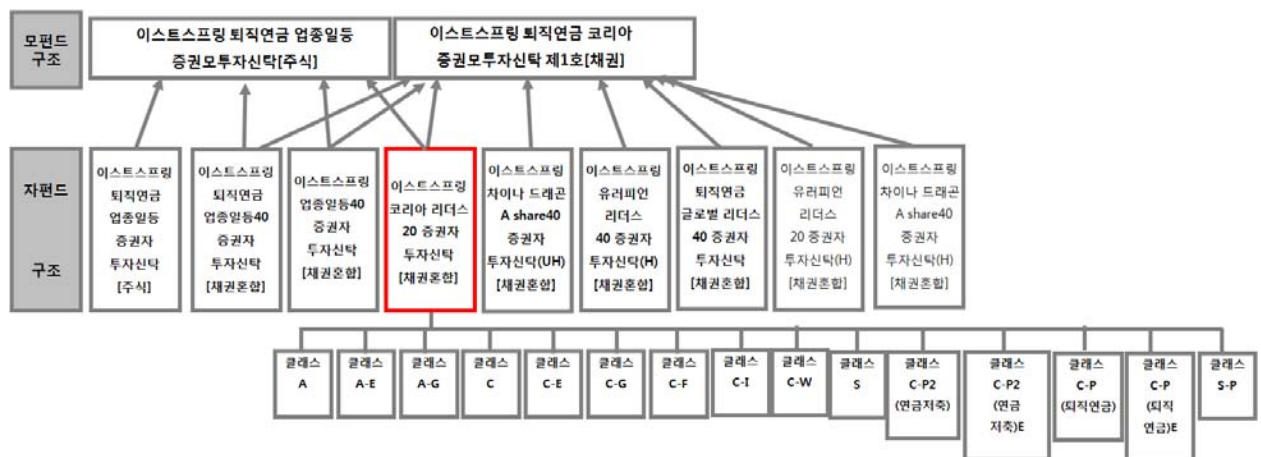 모펀드
구조
이스트스프링 퇴직연금 업종일등
증권모투자신탁[주식]
이스트스프링 퇴직연금 코리아
증권모투자신탁 제1호[채권]
자펀드
구조
이스트스프링
퇴직연금
업종일등
증권자
투자신탁
[주식]
이스트스프링
퇴직연금
업종일등40
증권자
투자신탁
[채권혼합]
이스트스프링
업종일등40
증권자
투자신탁
[채권혼합]
이스트스프링
코리아 리더스
20 증권자
투자신탁
[채권혼합]
이스트스프링
차이나 드래곤
A share40
증권자
투자신탁(UH)
[채권혼합]
이스트스프링
유러피언
리더스
40 증권자
투자신탁(H)
[채권혼합]
이스트스프링
퇴직연금
글로벌 리더스
40 증권자
투자신탁
[채권혼합]
이스트스프링
유러피언
리더스
20 증권자
투자신탁(H)
[채권혼합]
이스트스프링
차이나 드래곤
A share40
증권자
투자신탁(H)
[채권혼합]
클래스
A
클래스
A-E
클래스
A-G
클래스
C
클래스
C-E
클래스
C-G
클래스
C-F
클래스
C-I
클래스
C-W
클래스
S
클래스
C-P2
(연금저축)
클래스
C-P2
(연금
저축)E
클래스
C-P
(퇴직연금)
클래스
C-P
(퇴직
연금)E
클래스
S-P